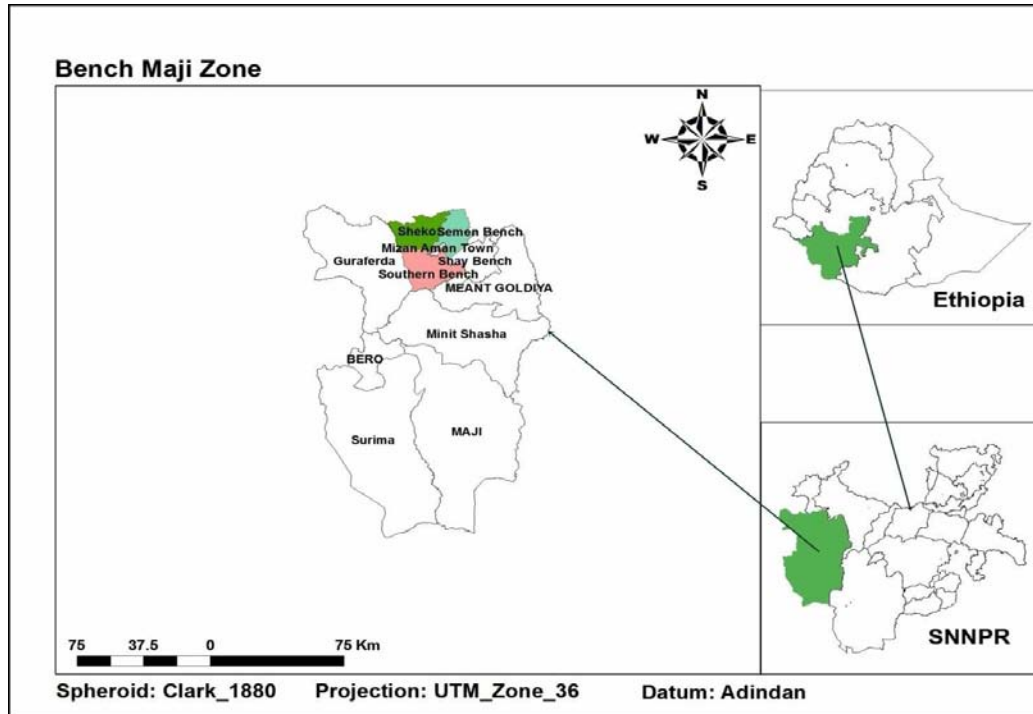 Bench Maji Zone
N
W E
S
Sheko Semen Bench
Mizan Aman Town
Guraferda Shay Bench
Southern Bench
MEANT GOLDIYA
Minit Shasha
BERO
Surima MAJI
Ethiopia
SNNPR
75 37.5 0 75 Km
Spheroid: Clark_1880 Projection: UTM_Zone_36 Datum: Adindan